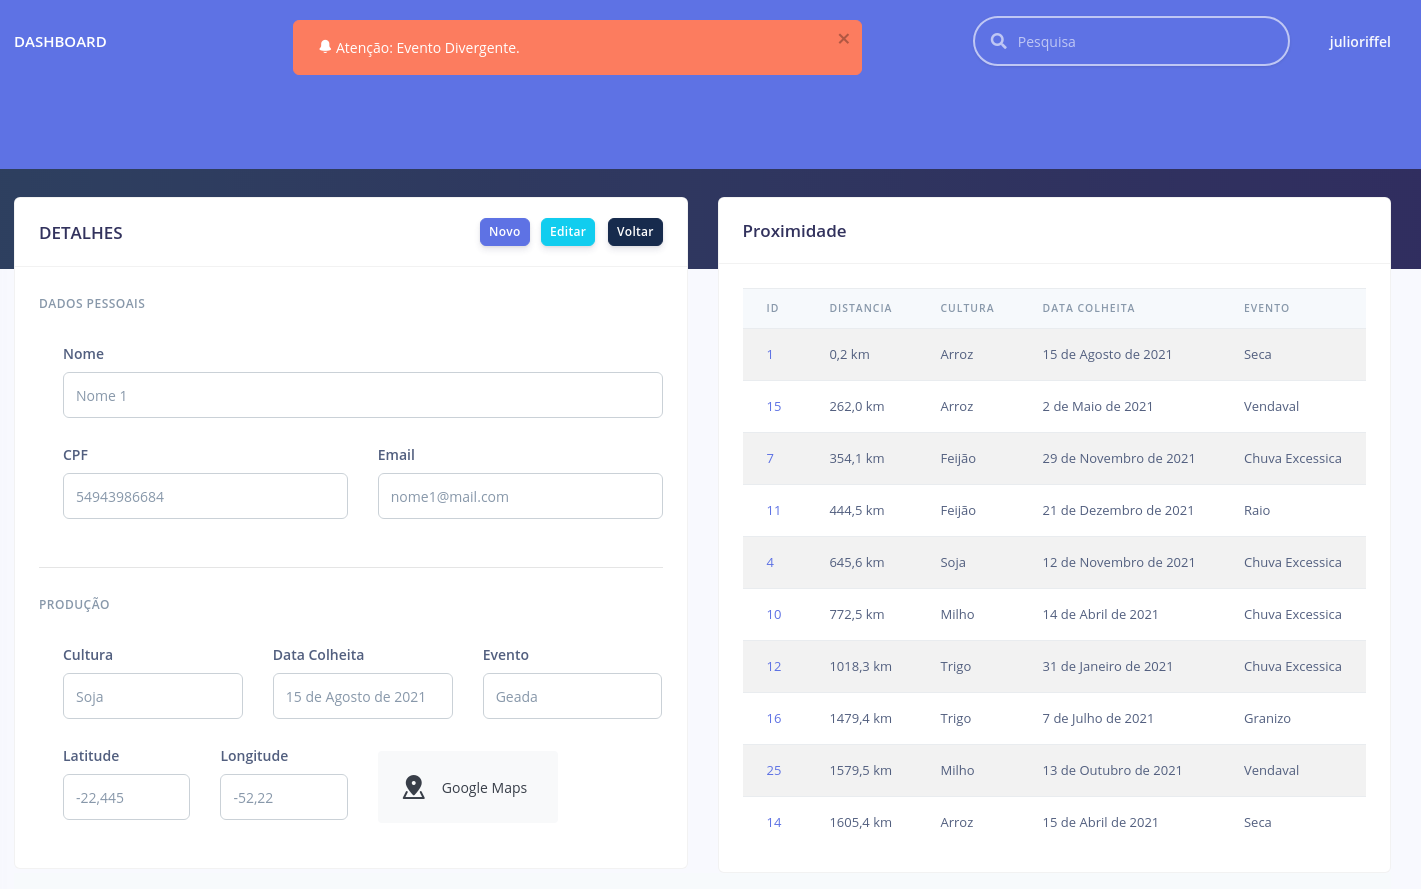 DASHBOARD
Atenção: Evento Divergente.
×
Pesquisa
julioriffel
DETALHES
Novo
Editar
Voltar
DADOS PESSOAIS
Nome
Nome 1
CPF
Email
54943986684
nome1@mail.com
PRODUÇÃO
Cultura
Data Colheita
Evento
Soja
15 de Agosto de 2021
Geada
Latitude
Longitude
-22,445
-52,22
Google Maps
Proximidade
ID DISTANCIA CULTURA DATA COLHEITA EVENTO
1 0,2 km Arroz 15 de Agosto de 2021 Seca
15 262,0 km Arroz 2 de Maio de 2021 Vendaval
7 354,1 km Feijão 29 de Novembro de 2021 Chuva Excessica
11 444,5 km Feijão 21 de Dezembro de 2021 Raio
4 645,6 km Soja 12 de Novembro de 2021 Chuva Excessica
10 772,5 km Milho 14 de Abril de 2021 Chuva Excessica
12 1018,3 km Trigo 31 de Janeiro de 2021 Chuva Excessica
16 1479,4 km Trigo 7 de Julho de 2021 Granizo
25 1579,5 km Milho 13 de Outubro de 2021 Vendaval
14 1605,4 km Arroz 15 de Abril de 2021 Seca